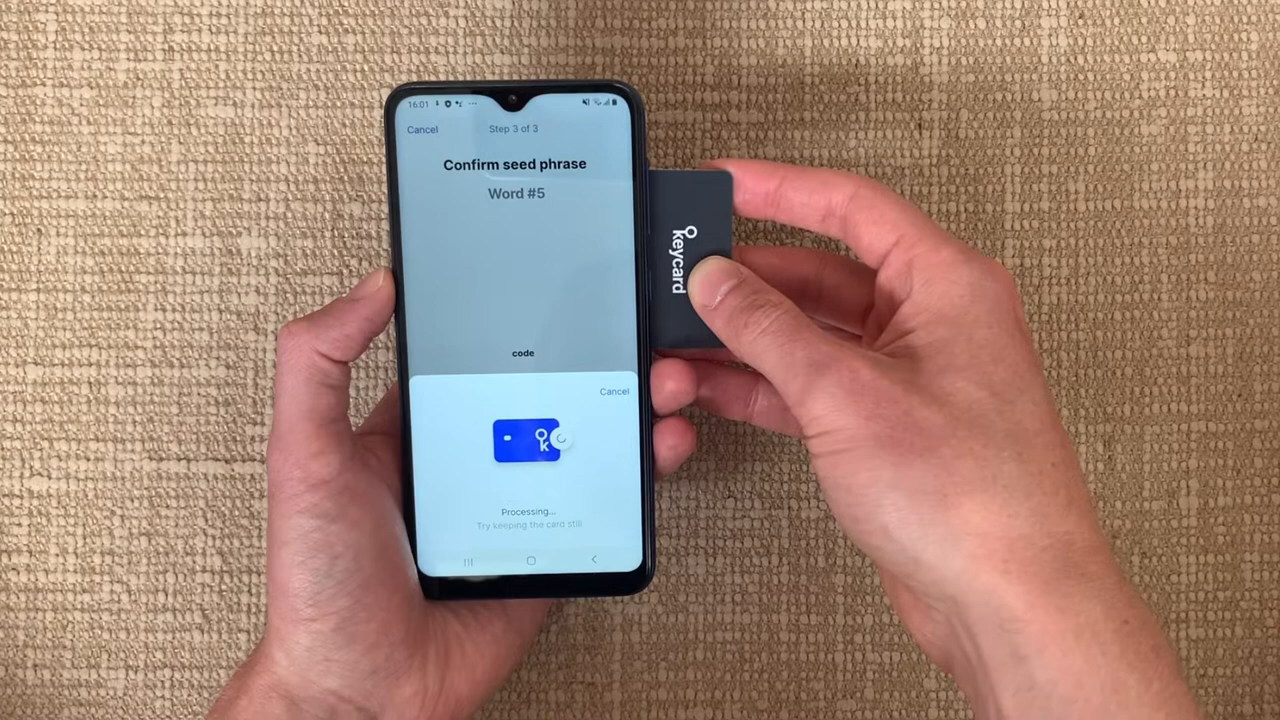 16:01
Cancel
Step 3 of 3
Confirm seed phrase
Word #5
keycard
code
Cancel
k
Processing...
Try keeping the card still